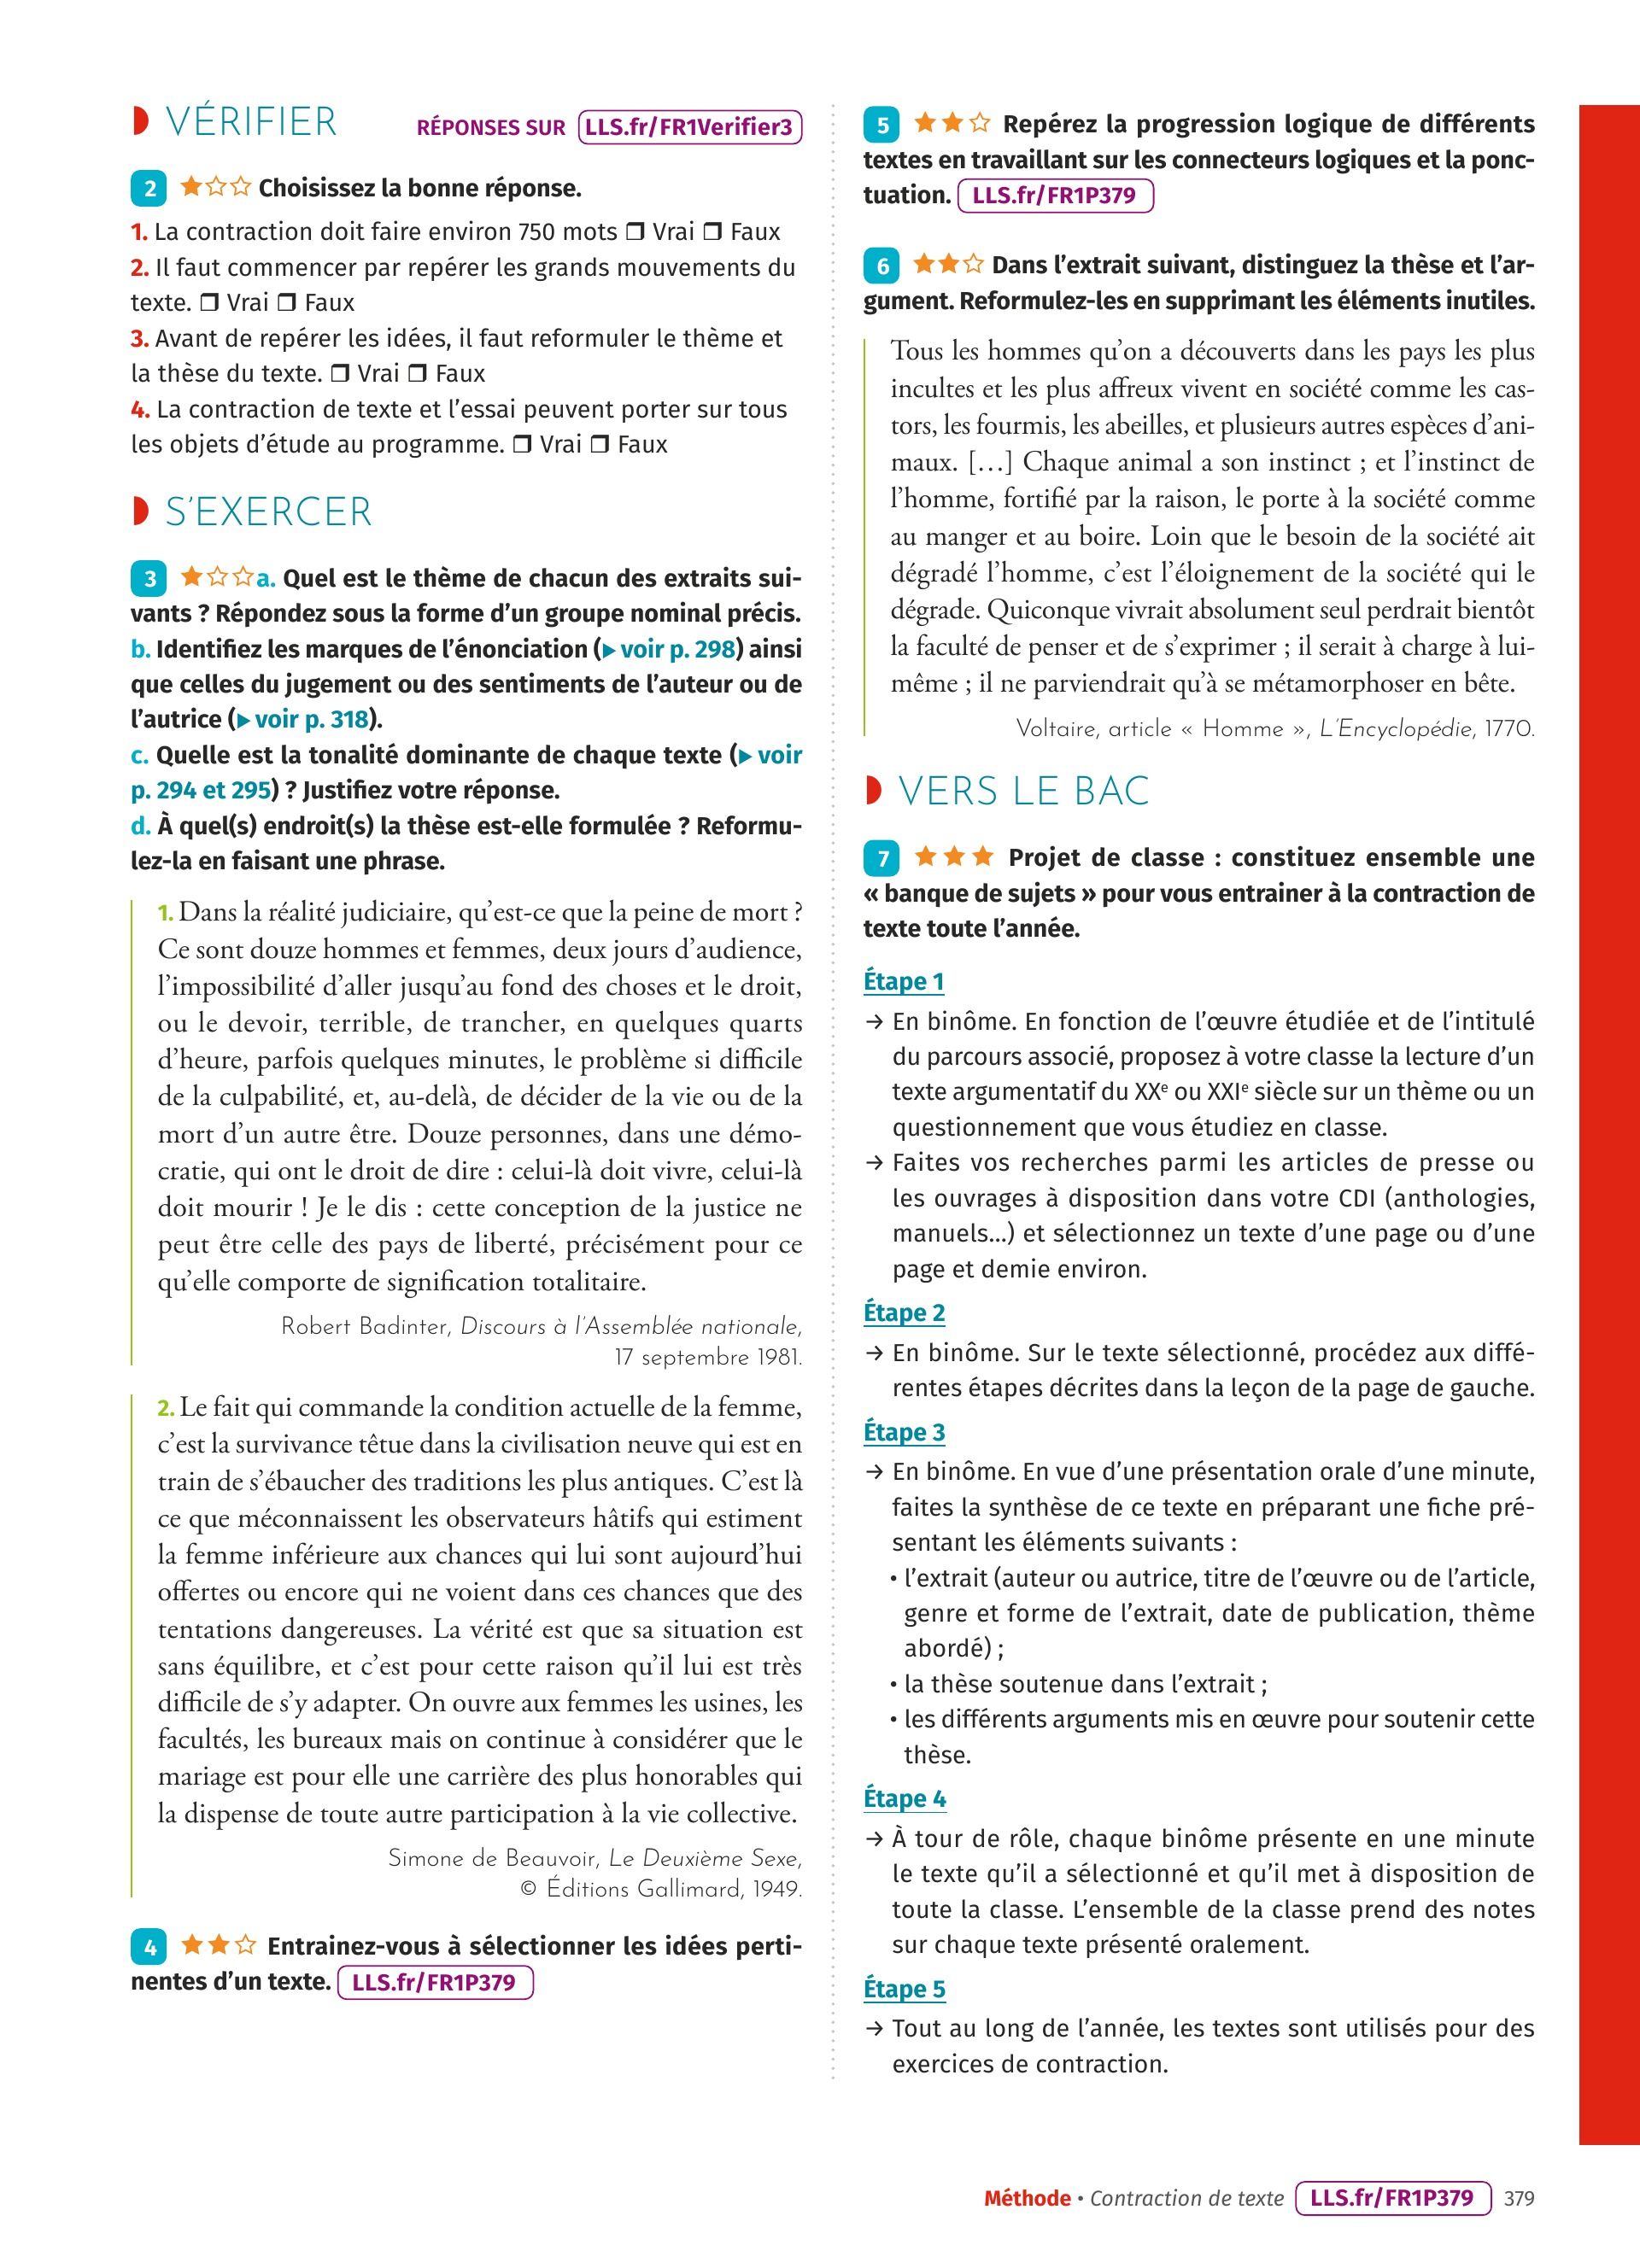 VÉRIFIER
RÉPONSES SUR LLS.fr/FR1Verifier3
2 ★☆☆ Choisissez la bonne réponse.
1. La contraction doit faire environ 750 mots ❒ Vrai ❒ Faux
2. Il faut commencer par repérer les grands mouvements du
texte. ❒ Vrai ❒ Faux
3. Avant de repérer les idées, il faut reformuler le thème et
la thèse du texte. ❒ Vrai ❒ Faux
4. La contraction de texte et l'essai peuvent porter sur tous
les objets d'étude au programme. ❒ Vrai ❒ Faux
S'EXERCER
3 ★☆☆ a. Quel est le thème de chacun des extraits sui-
vants ? Répondez sous la forme d'un groupe nominal précis.
b. Identifiez les marques de l'énonciation (▶ voir p. 298) ainsi
que celles du jugement ou des sentiments de l'auteur ou de
l'autrice (▶ voir p. 318).
c. Quelle est la tonalité dominante de chaque texte (▶ voir
p. 294 et 295) ? Justifiez votre réponse.
d. À quel(s) endroit(s) la thèse est-elle formulée ? Reformu-
lez-la en faisant une phrase.
1. Dans la réalité judiciaire, qu'est-ce que la peine de mort ?
Ce sont douze hommes et femmes, deux jours d'audience,
l'impossibilité d'aller jusqu'au fond des choses et le droit,
ou le devoir, terrible, de trancher, en quelques quarts
d'heure, parfois quelques minutes, le problème si difficile
de la culpabilité, et, au-delà, de décider de la vie ou de la
mort d'un autre être. Douze personnes, dans une démo-
cratie, qui ont le droit de dire : celui-là doit vivre, celui-là
doit mourir ! Je le dis : cette conception de la justice ne
peut être celle des pays de liberté, précisément pour ce
qu'elle comporte de signification totalitaire.
Robert Badinter, Discours à l'Assemblée nationale,
17 septembre 1981.
2. Le fait qui commande la condition actuelle de la femme,
c'est la survivance têtue dans la civilisation neuve qui est en
train de s'ébaucher des traditions les plus antiques. C'est là
ce que méconnaissent les observateurs hâtifs qui estiment
la femme inférieure aux chances qui lui sont aujourd'hui
offertes ou encore qui ne voient dans ces chances que des
tentations dangereuses. La vérité est que sa situation est
sans équilibre, et c'est pour cette raison qu'il lui est très
difficile de s'y adapter. On ouvre aux femmes les usines, les
facultés, les bureaux mais on continue à considérer que le
mariage est pour elle une carrière des plus honorables qui
la dispense de toute autre participation à la vie collective.
Simone de Beauvoir, Le Deuxième Sexe,
© Éditions Gallimard, 1949.
4 ★★☆ Entrainez-vous à sélectionner les idées perti-
nentes d'un texte. LLS.fr/FR1P379
5 ★★☆ Repérez la progression logique de différents
textes en travaillant sur les connecteurs logiques et la ponc-
tuation. LLS.fr/FR1P379
6 ★★☆ Dans l'extrait suivant, distinguez la thèse et l'ar-
gument. Reformulez-les en supprimant les éléments inutiles.
Tous les hommes qu'on a découverts dans les pays les plus
incultes et les plus affreux vivent en société comme les cas-
tors, les fourmis, les abeilles, et plusieurs autres espèces d'ani-
maux. […] Chaque animal a son instinct ; et l'instinct de
l'homme, fortifié par la raison, le porte à la société comme
au manger et au boire. Loin que le besoin de la société ait
dégradé l'homme, c'est l'éloignement de la société qui le
dégrade. Quiconque vivrait absolument seul perdrait bientôt
la faculté de penser et de s'exprimer ; il serait à charge à lui-
même ; il ne parviendrait qu'à se métamorphoser en bête.
Voltaire, article « Homme », L'Encyclopédie, 1770.
VERS LE BAC
7 ★★★ Projet de classe : constituez ensemble une
« banque de sujets » pour vous entrainer à la contraction de
texte toute l'année.
Étape 1
→ En binôme. En fonction de l'œuvre étudiée et de l'intitulé
du parcours associé, proposez à votre classe la lecture d'un
texte argumentatif du XXe ou XXIe siècle sur un thème ou un
questionnement que vous étudiez en classe.
→ Faites vos recherches parmi les articles de presse ou
les ouvrages à disposition dans votre CDI (anthologies,
manuels...) et sélectionnez un texte d'une page ou d'une
page et demie environ.
Étape 2
→ En binôme. Sur le texte sélectionné, procédez aux diffé-
rentes étapes décrites dans la leçon de la page de gauche.
Étape 3
→ En binôme. En vue d'une présentation orale d'une minute,
faites la synthèse de ce texte en préparant une fiche pré-
sentant les éléments suivants :
• l'extrait (auteur ou autrice, titre de l'œuvre ou de l'article,
genre et forme de l'extrait, date de publication, thème
abordé) ;
• la thèse soutenue dans l'extrait ;
• les différents arguments mis en œuvre pour soutenir cette
thèse.
Étape 4
→ À tour de rôle, chaque binôme présente en une minute
le texte qu'il a sélectionné et qu'il met à disposition de
toute la classe. L'ensemble de la classe prend des notes
sur chaque texte présenté oralement.
Étape 5
→ Tout au long de l'année, les textes sont utilisés pour des
exercices de contraction.
Méthode • Contraction de texte LLS.fr/FR1P379 379